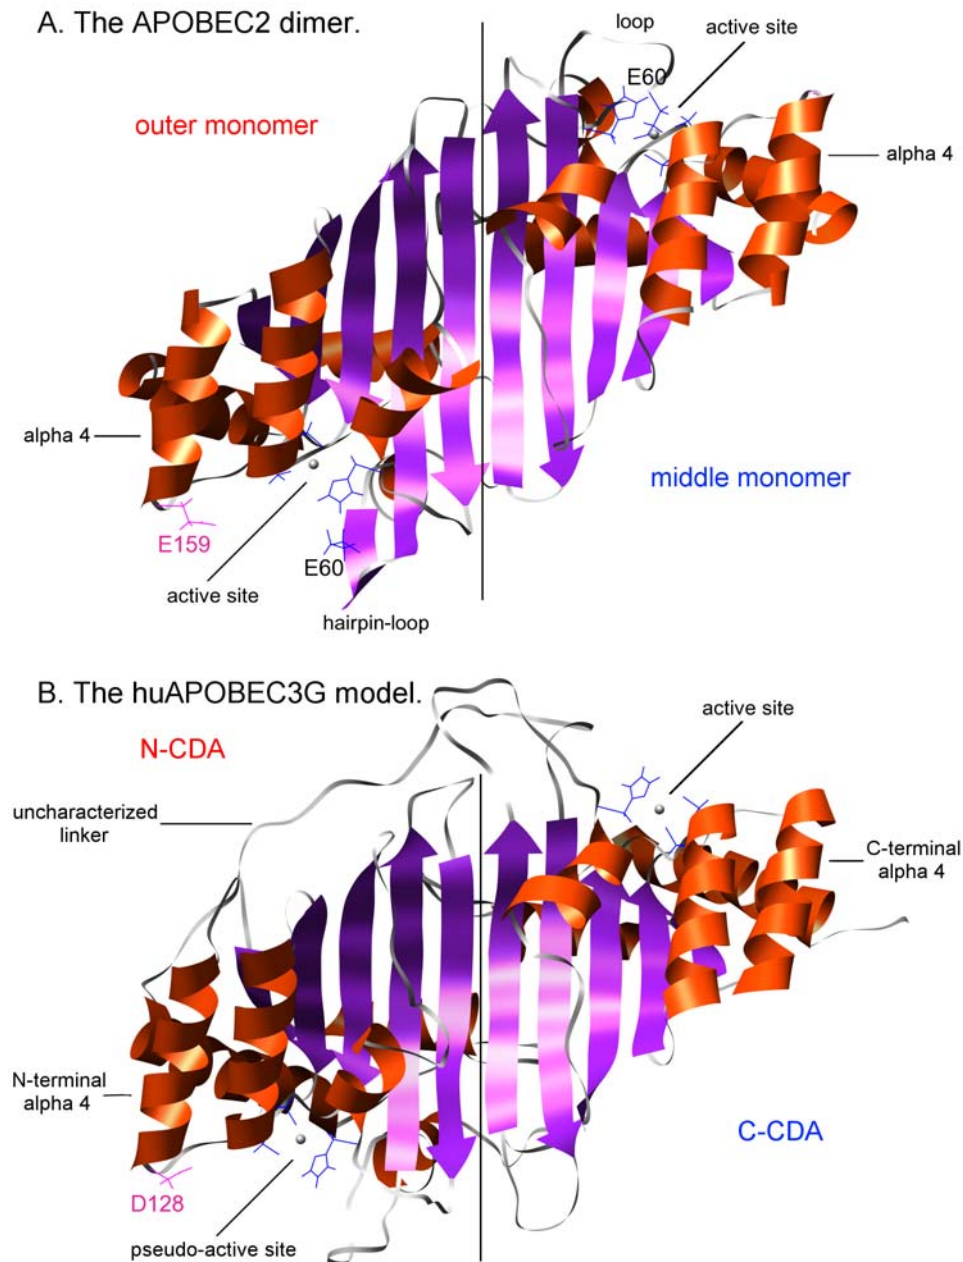 A. The APOBEC2 dimer.
loop
active site
E60
outer monomer
alpha 4
alpha 4
middle monomer
E159
E60
active site
hairpin-loop
B. The huAPOBEC3G model.
active site
N-CDA
uncharacterized
linker
C-terminal
alpha 4
N-terminal
alpha 4
C-CDA
D128
pseudo-active site